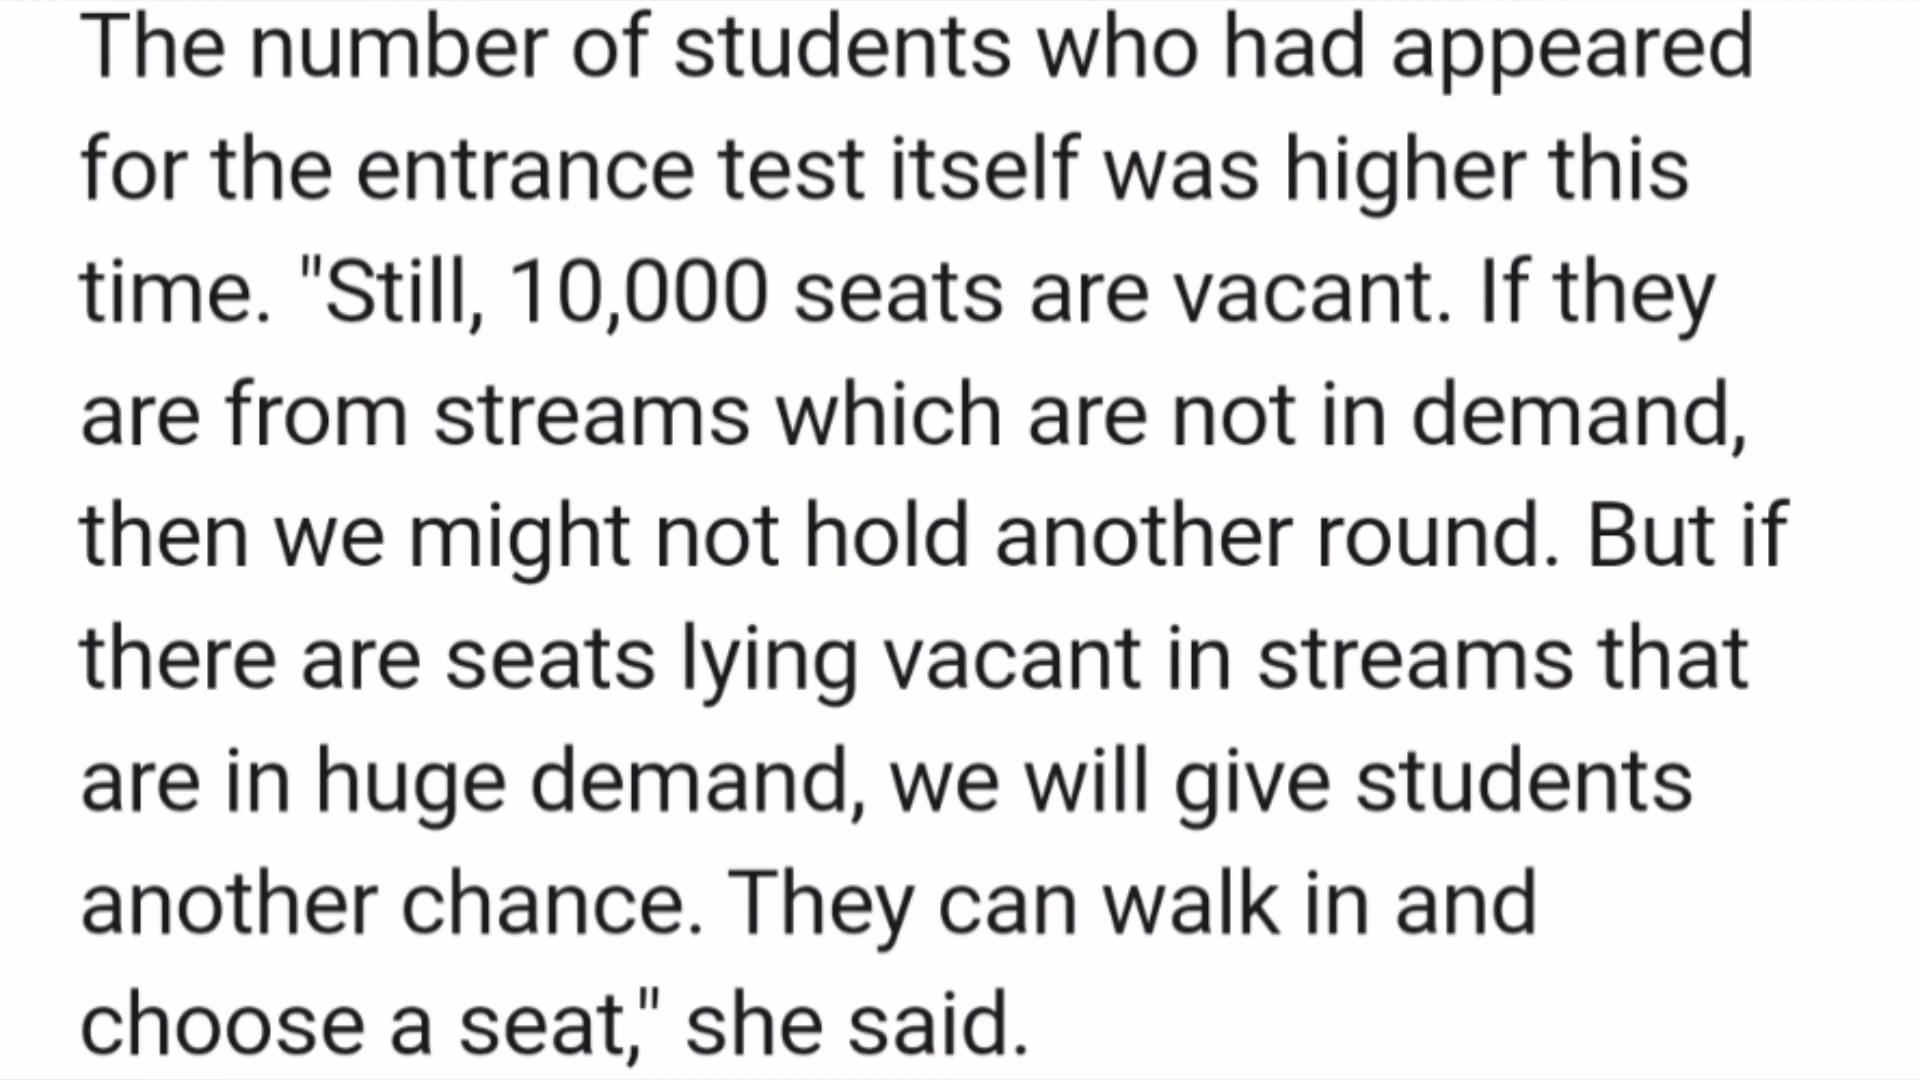 The number of students who had appeared
for the entrance test itself was higher this
time. "Still, 10,000 seats are vacant. If they
are from streams which are not in demand,
then we might not hold another round. But if
there are seats lying vacant in streams that
are in huge demand, we will give students
another chance. They can walk in and
choose a seat," she said.